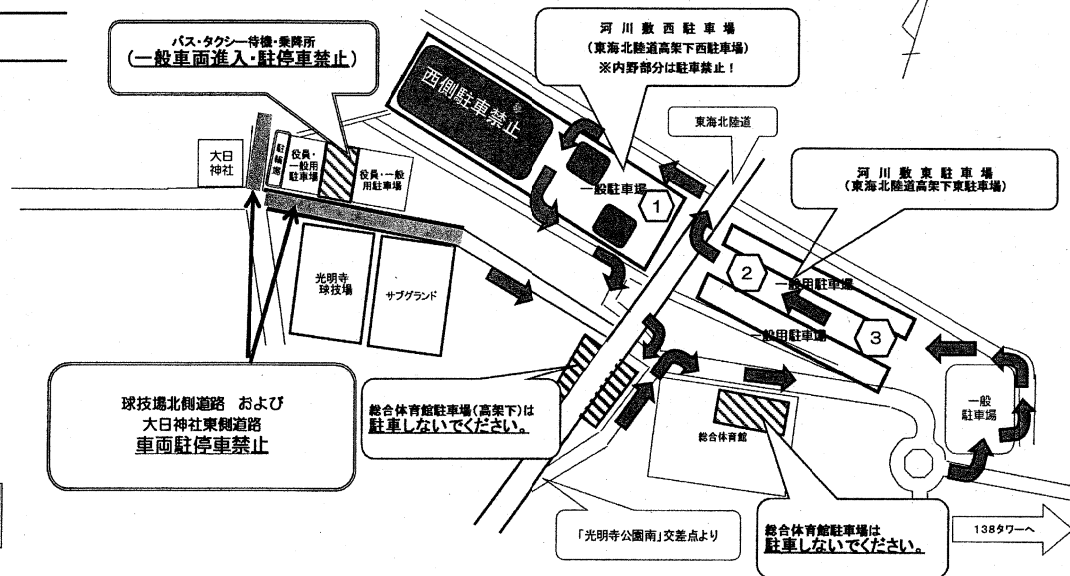 バス・タクシー待機・乗降所
(一般車両進入・駐停車禁止)
河川敷西駐車場
(東海北陸道高架下西駐車場)
※内野部分は駐車禁止！
東海北陸道
河川敷東駐車場
(東海北陸道高架下東駐車場)
西側駐車禁止
大日
神社
駐輪場
役員・
一般用
駐車場
役員・一般
用駐車場
一般駐車場
1
2
一般用駐車場
3
一般用駐車場
光明寺
球技場
サブグランド
一般
駐車場
球技場北側道路 および
大日神社東側道路
車両駐停車禁止
総合体育館駐車場(高架下)は
駐車しないでください。
総合体育館
「光明寺公園南」交差点より
総合体育館駐車場は
駐車しないでください。
138タワーへ